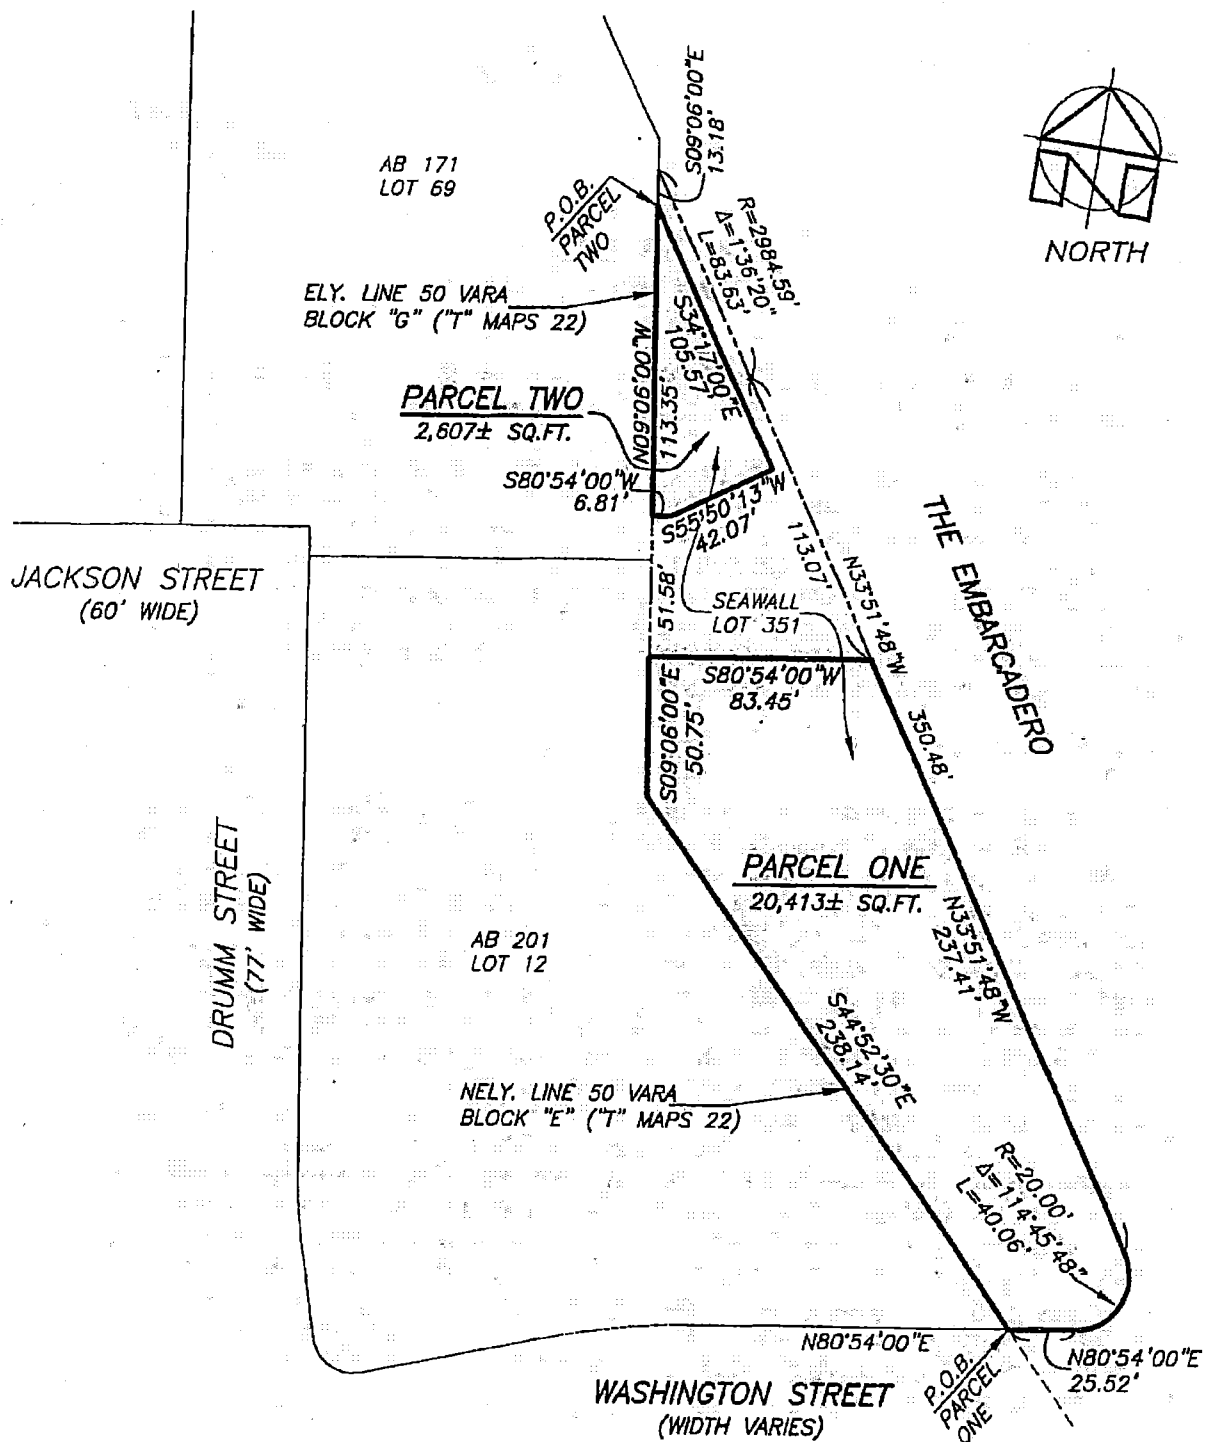 S09°06'00"E
13.18'
AB 171
LOT 69
P.O.B.
PARCEL
TWO
R=2984.59'
Δ=1°36'20"
L=83.63'
NORTH
ELY. LINE 50 VARA
BLOCK "G" ("T" MAPS 22)
S34°17'00"E
105.57'
N09°06'00"W
113.35'
PARCEL TWO
2,607± SQ.FT.
S80°54'00"W
6.81'
S55°50'13"W
42.07'
THE EMBARCADERO
113.07'
N33°51'48"W
350.48'
JACKSON STREET
(60' WIDE)
51.58'
SEAWALL
LOT 351
S80°54'00"W
83.45'
S09°06'00"E
50.75'
DRUMM STREET
(77' WIDE)
PARCEL ONE
20,413± SQ.FT.
N33°51'48"W
237.41'
AB 201
LOT 12
S44°52'30"E
238.14'
NELY. LINE 50 VARA
BLOCK "E" ("T" MAPS 22)
R=20.00'
Δ=114°45'48"
L=40.06'
N80°54'00"E
N80°54'00"E
25.52'
P.O.B.
PARCEL
ONE
WASHINGTON STREET
(WIDTH VARIES)